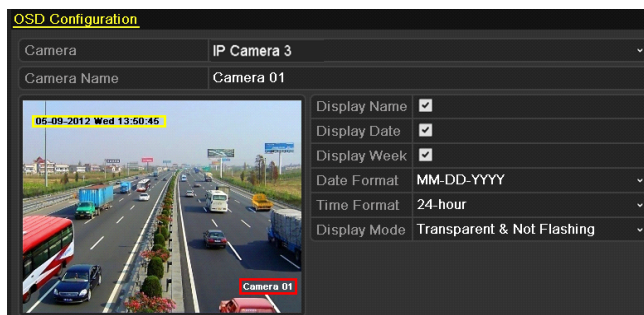 OSD Configuration
Camera IP Camera 3
Camera Name Camera 01
05-09-2012 Wed 13:50:45
Camera 01
Display Name
Display Date
Display Week
Date Format MM-DD-YYYY
Time Format 24-hour
Display Mode Transparent & Not Flashing